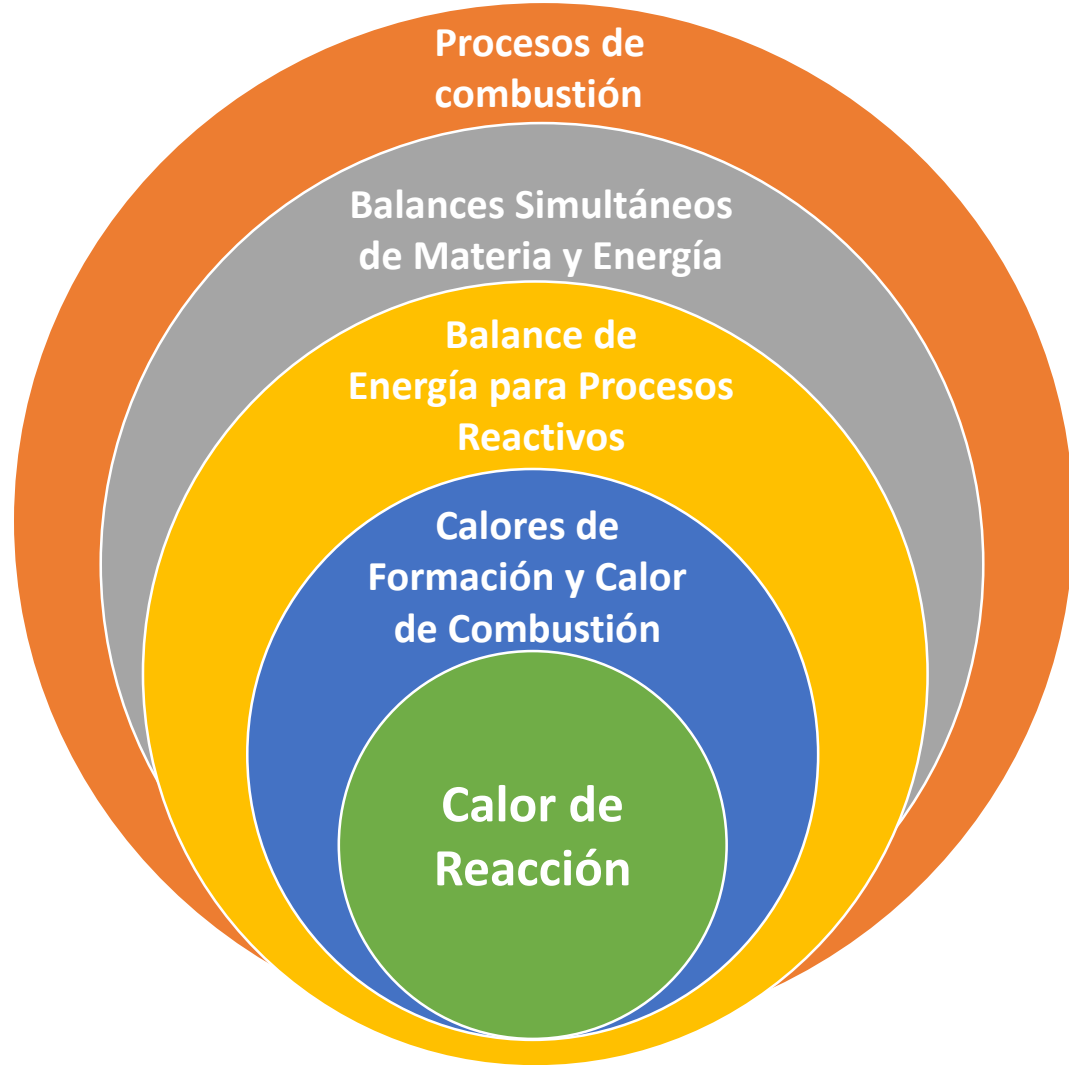 Procesos de
combustión
Balances Simultáneos
de Materia y Energía
Balance de
Energía para Procesos
Reactivos
Calores de
Formación y Calor
de Combustión
Calor de
Reacción